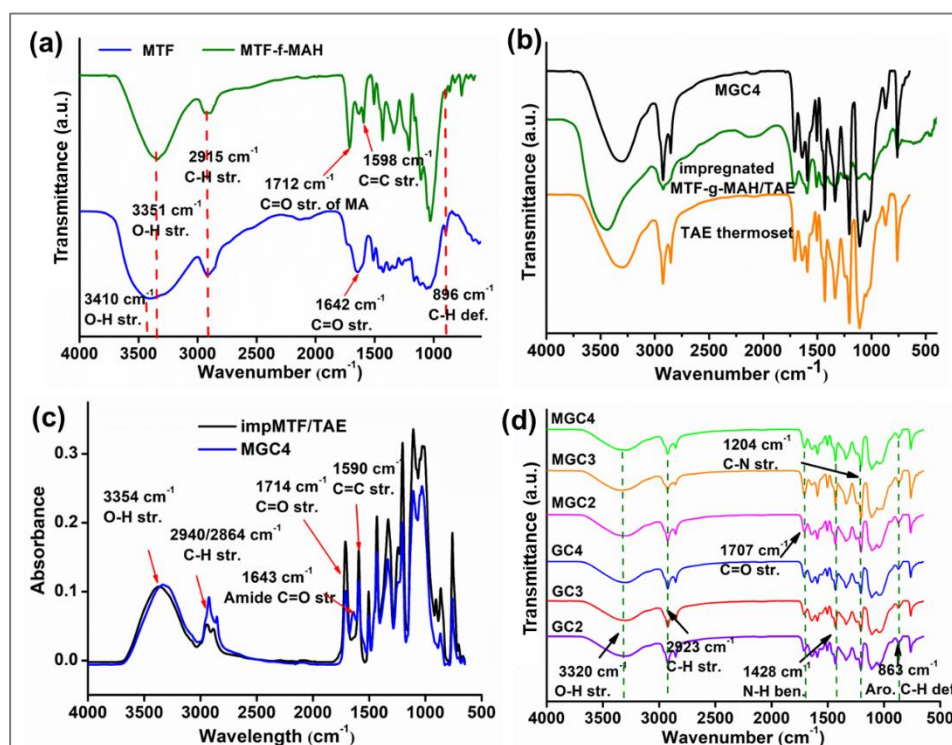 (a)
MTF
MTF-f-MAH
2915 cm-1
C-H str.
3351 cm-1
O-H str.
1712 cm-1
C=O str. of MA
1598 cm-1
C=C str.
3410 cm-1
O-H str.
1642 cm-1
C=O str.
896 cm-1
C-H def.
Transmittance (a.u.)
4000 3000 2000 1000
Wavenumber (cm-1)
(b)
MGC4
impregnated
MTF-g-MAH/TAE
TAE thermoset
Transmittance (a.u.)
4000 3500 3000 2500 2000 1500 1000 500
Wavenumber (cm-1)
(c)
impMTF/TAE
MGC4
1590 cm-1
C=C str.
1714 cm-1
C=O str.
3354 cm-1
O-H str.
2940/2864 cm-1
C-H str.
1643 cm-1
Amide C=O str
Absorbance
0.3
0.2
0.1
0.0
4000 3500 3000 2500 2000 1500 1000 500
Wavelength (cm-1)
(d)
MGC4
MGC3
MGC2
GC4
GC3
GC2
1204 cm-1
C-N str.
1707 cm-1
C=O str.
3320 cm-1
O-H str.
2923 cm-1
C-H str.
1428 cm-1
N-H ben.
863 cm-1
Aro. C-H def
Transmittance (a.u.)
4000 3500 3000 2500 2000 1500 1000 500
Wavenumber (cm-1)